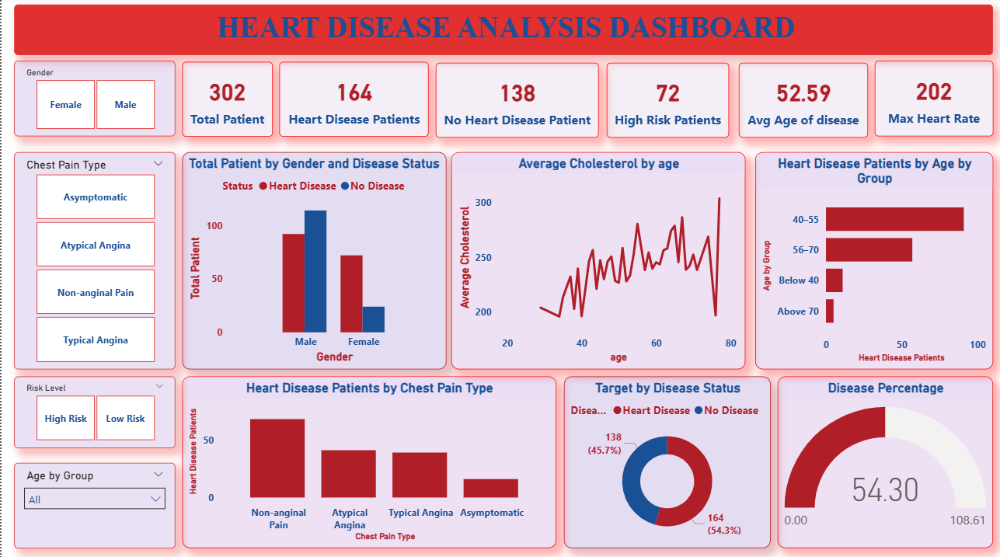 HEART DISEASE ANALYSIS DASHBOARD
Gender
Female
Male
302
Total Patient
164
Heart Disease Patients
138
No Heart Disease Patient
72
High Risk Patients
52.59
Avg Age of disease
202
Max Heart Rate
Chest Pain Type
Asymptomatic
Atypical Angina
Non-anginal Pain
Typical Angina
Total Patient by Gender and Disease Status
Status Heart Disease No Disease
Total Patient
100
50
0
Male
Female
Gender
Average Cholesterol by age
Average Cholesterol
300
250
200
20
40
60
80
age
Heart Disease Patients by Age by
Group
Age by Group
40–55
56–70
Below 40
Above 70
0
50
100
Heart Disease Patients
Risk Level
High Risk
Low Risk
Age by Group
All
Heart Disease Patients by Chest Pain Type
Heart Disease Patients
50
0
Non-anginal
Pain
Atypical
Angina
Typical Angina
Asymptomatic
Chest Pain Type
Target by Disease Status
Disea... Heart Disease No Disease
138
(45.7%)
164
(54.3%)
Disease Percentage
54.30
0.00
108.61